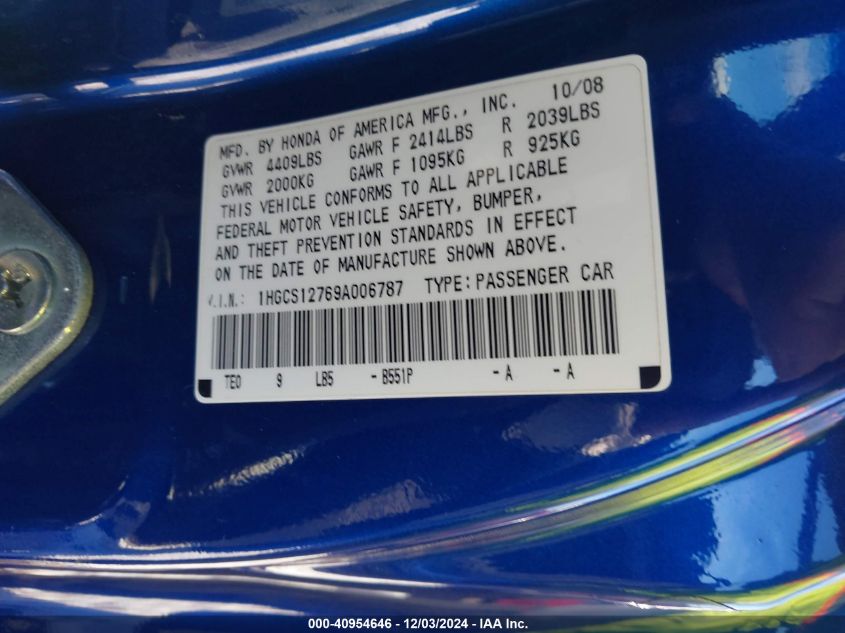 MFD. BY HONDA OF AMERICA MFG., INC. 10/08
GVWR 4409LBS GAWR F 2414LBS R 2039LBS
GVWR 2000KG GAWR F 1095KG R 925KG
THIS VEHICLE CONFORMS TO ALL APPLICABLE
FEDERAL MOTOR VEHICLE SAFETY, BUMPER,
AND THEFT PREVENTION STANDARDS IN EFFECT
ON THE DATE OF MANUFACTURE SHOWN ABOVE.
V.I.N.: 1HGCS12769A006787 TYPE: PASSENGER CAR
TE0 9 LB5 - B551P - A - A
000-40954646 - 12/03/2024 - IAA Inc.